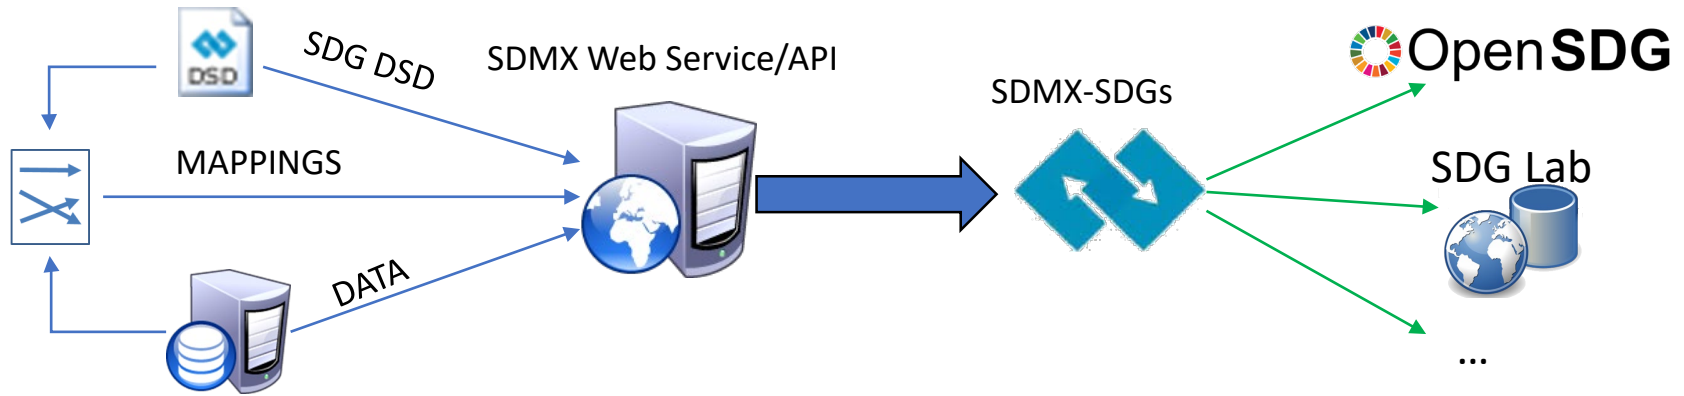 DSD
SDG DSD
SDMX Web Service/API
MAPPINGS
DATA
SDMX-SDGs
OpenSDG
SDG Lab
...